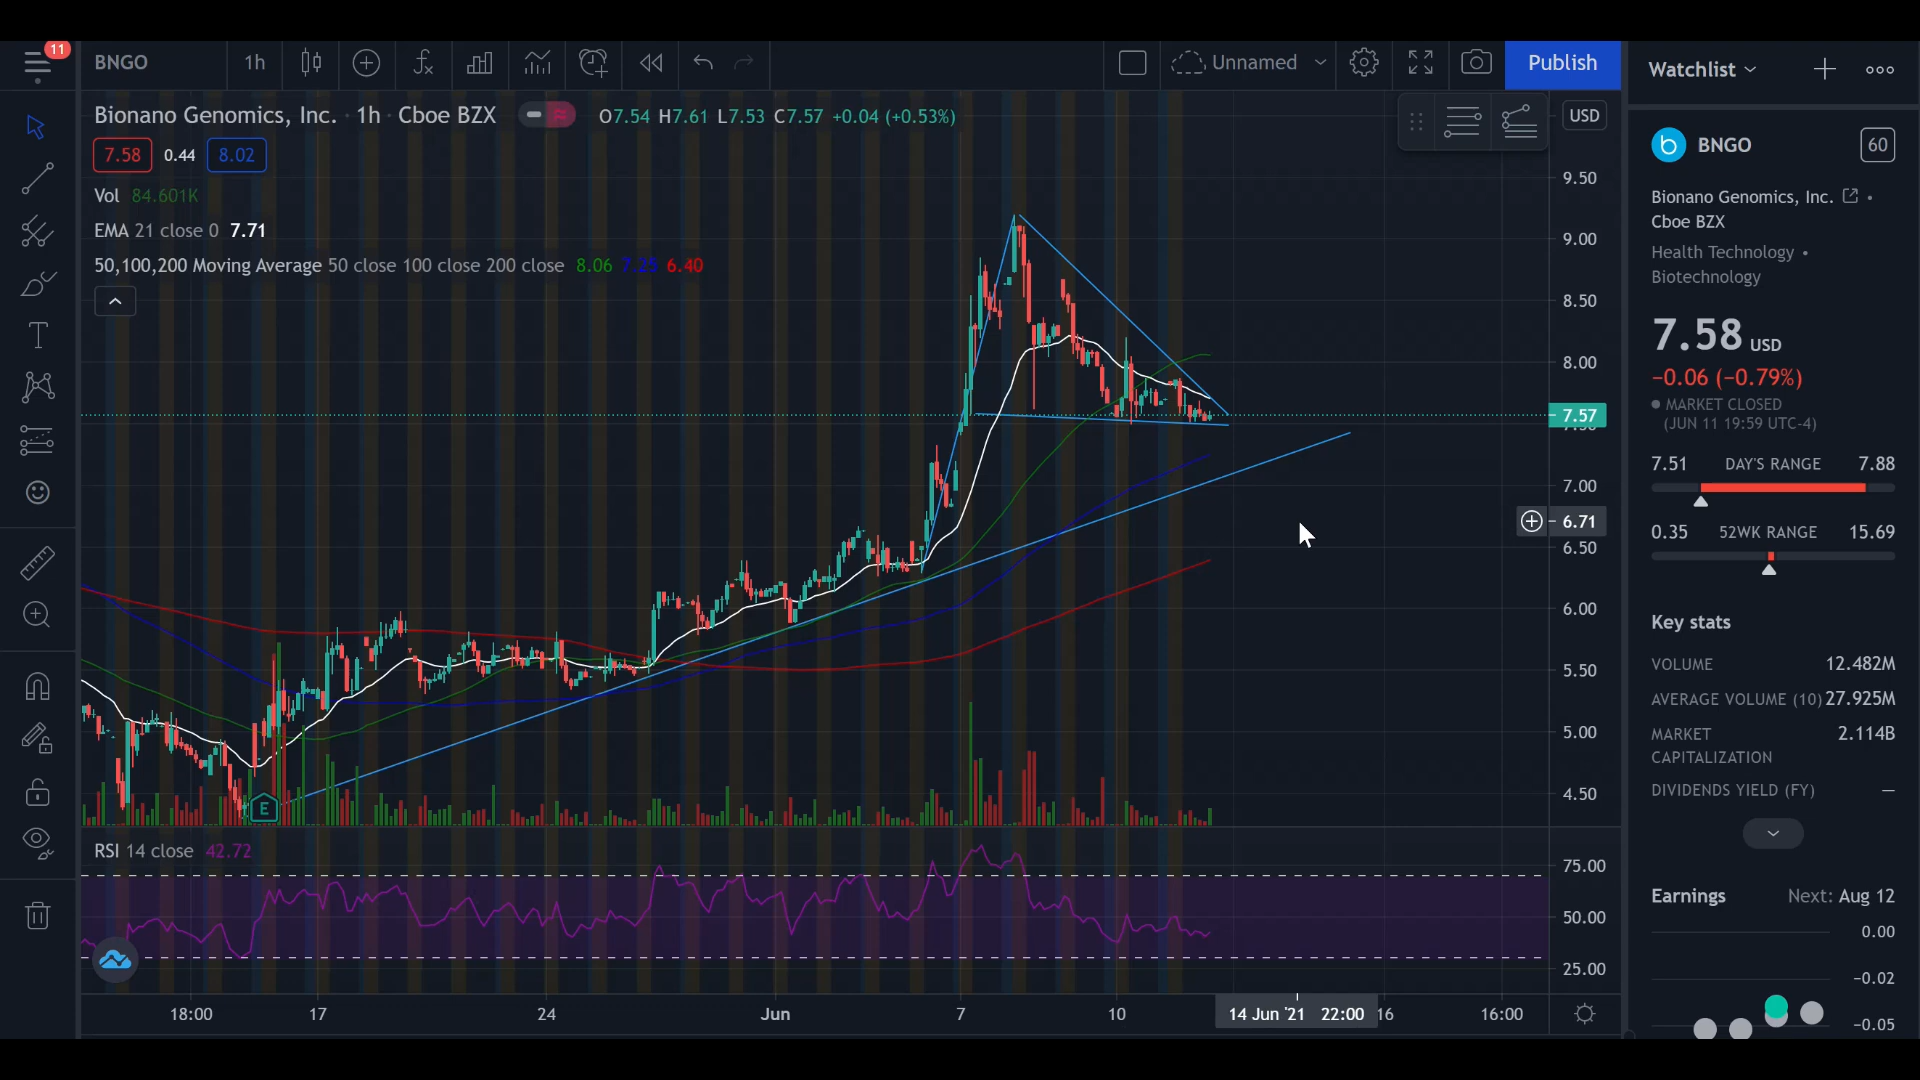 11
BNGO
1h
Unnamed
Publish
Watchlist
Bionano Genomics, Inc. · 1h · Cboe BZX
O7.54 H7.61 L7.53 C7.57 +0.04 (+0.53%)
USD
7.58 0.44 8.02
Vol 84.601K
EMA 21 close 0 7.71
50,100,200 Moving Average 50 close 100 close 200 close 8.06 7.25 6.40
9.50
9.00
8.50
8.00
7.57
7.00
6.71
6.50
6.00
5.50
5.00
4.50
E
RSI 14 close 42.72
75.00
50.00
25.00
18:00
17
24
Jun
7
10
14 Jun '21 22:00
16
16:00
BNGO
60
Bionano Genomics, Inc. •
Cboe BZX
Health Technology •
Biotechnology
7.58 USD
−0.06 (−0.79%)
MARKET CLOSED
(JUN 11 19:59 UTC-4)
7.51 DAY'S RANGE 7.88
0.35 52WK RANGE 15.69
Key stats
VOLUME 12.482M
AVERAGE VOLUME (10) 27.925M
MARKET CAPITALIZATION 2.114B
DIVIDENDS YIELD (FY) —
Earnings Next: Aug 12
0.00
−0.02
−0.05